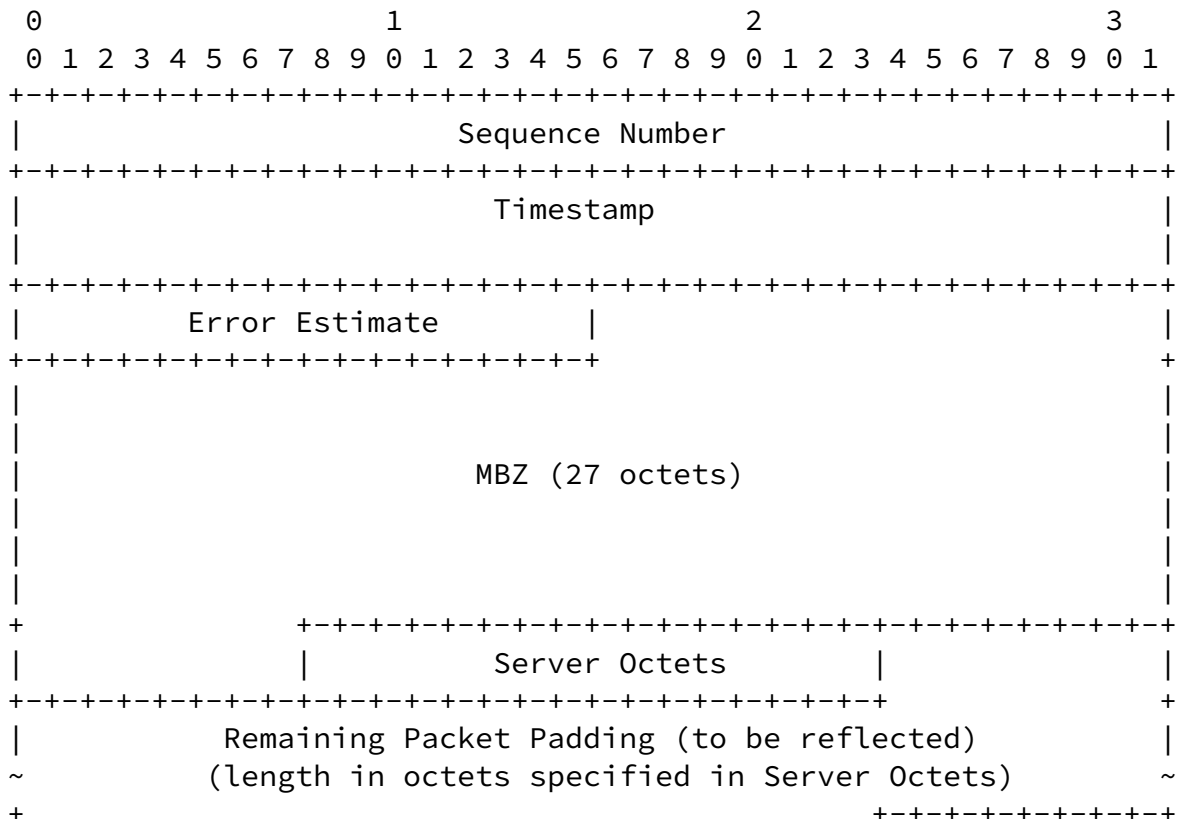 0                   1                   2                   3
 0 1 2 3 4 5 6 7 8 9 0 1 2 3 4 5 6 7 8 9 0 1 2 3 4 5 6 7 8 9 0 1
+-+-+-+-+-+-+-+-+-+-+-+-+-+-+-+-+-+-+-+-+-+-+-+-+-+-+-+-+-+-+-+-+
|                        Sequence Number                        |
+-+-+-+-+-+-+-+-+-+-+-+-+-+-+-+-+-+-+-+-+-+-+-+-+-+-+-+-+-+-+-+-+
|                          Timestamp                            |
|                                                               |
+-+-+-+-+-+-+-+-+-+-+-+-+-+-+-+-+-+-+-+-+-+-+-+-+-+-+-+-+-+-+-+-+
|         Error Estimate        |                               |
+-+-+-+-+-+-+-+-+-+-+-+-+-+-+-+-+                               +
|                                                               |
|                                                               |
|                         MBZ (27 octets)                       |
|                                                               |
|                                                               |
|                                                               |
+               +-+-+-+-+-+-+-+-+-+-+-+-+-+-+-+-+-+-+-+-+-+-+-+-+
|               |          Server Octets        |               |
+-+-+-+-+-+-+-+-+-+-+-+-+-+-+-+-+-+-+-+-+-+-+-+-+               +
|           Remaining Packet Padding (to be reflected)          |
~          (length in octets specified in Server Octets)        ~
+                                               +-+-+-+-+-+-+-+-+